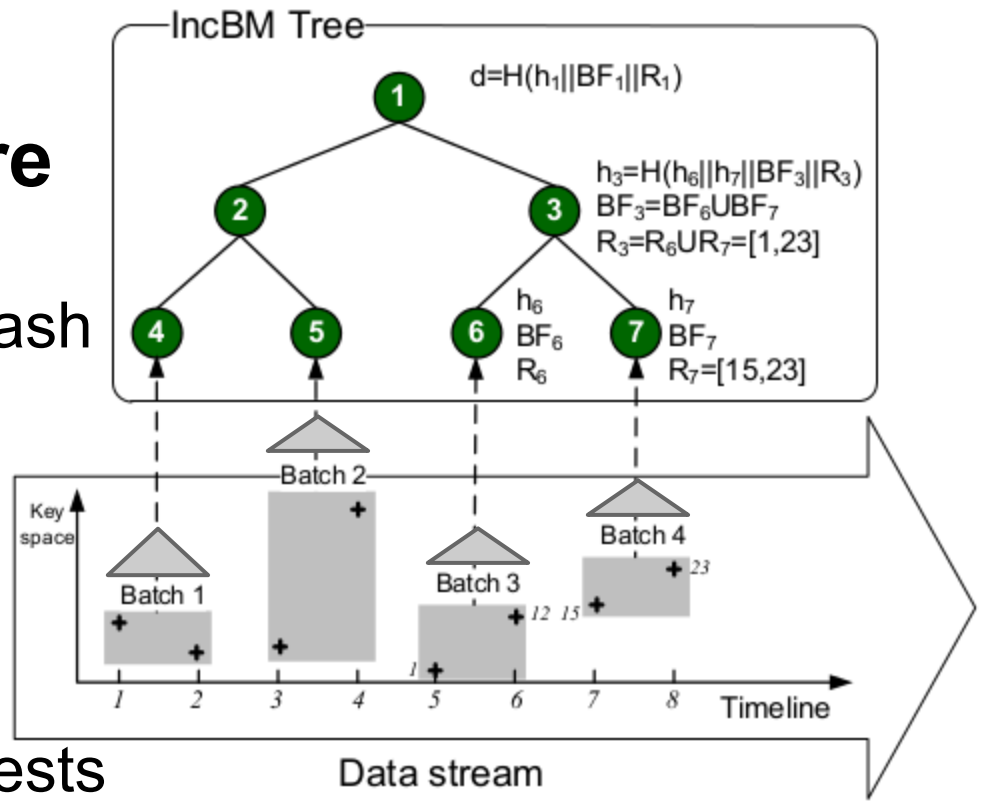 IncBM Tree
1
d=H(h₁||BF₁||R₁)
re
2
3
h₃=H(h₆||h₇||BF₃||R₃)
BF₃=BF₆UBF₇
R₃=R₆UR₇=[1,23]
ash
4
5
6
h₆
BF₆
R₆
7
h₇
BF₇
R₇=[15,23]
Key
space
Batch 1
Batch 2
Batch 3
Batch 4
1
12
15
23
1 2 3 4 5 6 7 8
Timeline
ests
Data stream